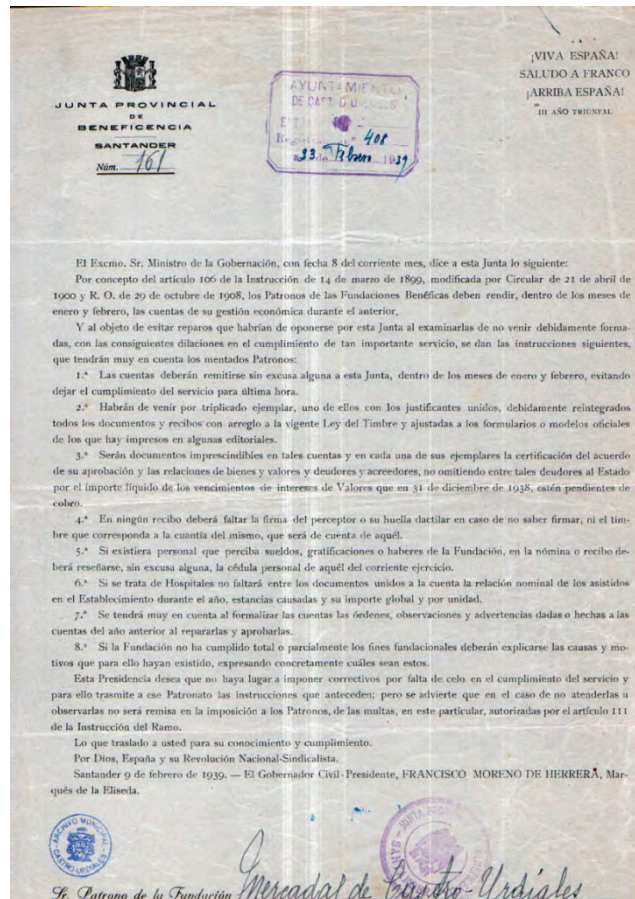 ¡VIVA ESPAÑA!
SALUDO A FRANCO
¡ARRIBA ESPAÑA!
III AÑO TRIUNFAL
JUNTA PROVINCIAL
DE
BENEFICENCIA
SANTANDER
Núm. 161
AYUNTAMIENTO
DE CASTRO URDIALES
408
23 de Febrero 1939
El Excmo. Sr. Ministro de la Gobernación, con fecha 8 del corriente mes, dice a esta Junta lo siguiente:
Por concepto del artículo 106 de la Instrucción de 14 de marzo de 1899, modificada por Circular de 21 de abril de
1900 y R. O. de 29 de octubre de 1908, los Patronos de las Fundaciones Benéficas deben rendir, dentro de los meses de
enero y febrero, las cuentas de su gestión económica durante el anterior.
Y al objeto de evitar reparos que habrían de oponerse por esta Junta al examinarlas de no venir debidamente forma-
das, con las consiguientes dilaciones en el cumplimiento de tan importante servicio, se dan las instrucciones siguientes,
que tendrán muy en cuenta los mentados Patronos:
1.ª Las cuentas deberán remitirse sin excusa alguna a esta Junta, dentro de los meses de enero y febrero, evitando
dejar el cumplimiento del servicio para última hora.
2.ª Habrán de venir por triplicado ejemplar, uno de ellos con los justificantes unidos, debidamente reintegrados
todos los documentos y recibos con arreglo a la vigente Ley del Timbre y ajustadas a los formularios o modelos oficiales
de los que hay impresos en algunas editoriales.
3.ª Serán documentos imprescindibles en tales cuentas y en cada una de sus ejemplares la certificación del acuerdo
de su aprobación y las relaciones de bienes y valores y deudores y acreedores, no omitiendo entre tales deudores al Estado
por el importe líquido de los vencimientos de intereses de Valores que en 31 de diciembre de 1938, estén pendientes de
cobro.
4.ª En ningún recibo deberá faltar la firma del perceptor o su huella dactilar en caso de no saber firmar, ni el tim-
bre que corresponda a la cuantía del mismo, que será de cuenta de aquél.
5.ª Si existiera personal que perciba sueldos, gratificaciones o haberes de la Fundación, en la nómina o recibo de-
berá reseñarse, sin excusa alguna, la cédula personal de aquél del corriente ejercicio.
6.ª Si se trata de Hospitales no faltará entre los documentos unidos a la cuenta la relación nominal de los asistidos
en el Establecimiento durante el año, estancias causadas y su importe global y por unidad.
7.ª Se tendrá muy en cuenta al formalizar las cuentas las órdenes, observaciones y advertencias dadas o hechas a las
cuentas del año anterior al repararlas y aprobarlas.
8.ª Si la Fundación no ha cumplido total o parcialmente los fines fundacionales deberán explicarse las causas y mo-
tivos que para ello hayan existido, expresando concretamente cuáles sean estos.
Esta Presidencia desea que no haya lugar a imponer correctivos por falta de celo en el cumplimiento del servicio y
para ello trasmite a ese Patronato las instrucciones que anteceden; pero se advierte que en el caso de no atenderlas u
observarlas no será remisa en la imposición a los Patronos, de las multas, en este particular, autorizadas por el artículo 111
de la Instrucción del Ramo.
Lo que traslado a usted para su conocimiento y cumplimiento.
Por Dios, España y su Revolución Nacional-Sindicalista.
Santander 9 de febrero de 1939. — El Gobernador Civil-Presidente, FRANCISCO MORENO DE HERRERA, Mar-
qués de la Eliseda.
ARCHIVO MUNICIPAL
CASTRO-URDIALES
Sr. Patrono de la Fundación Mercadal de Castro-Urdiales